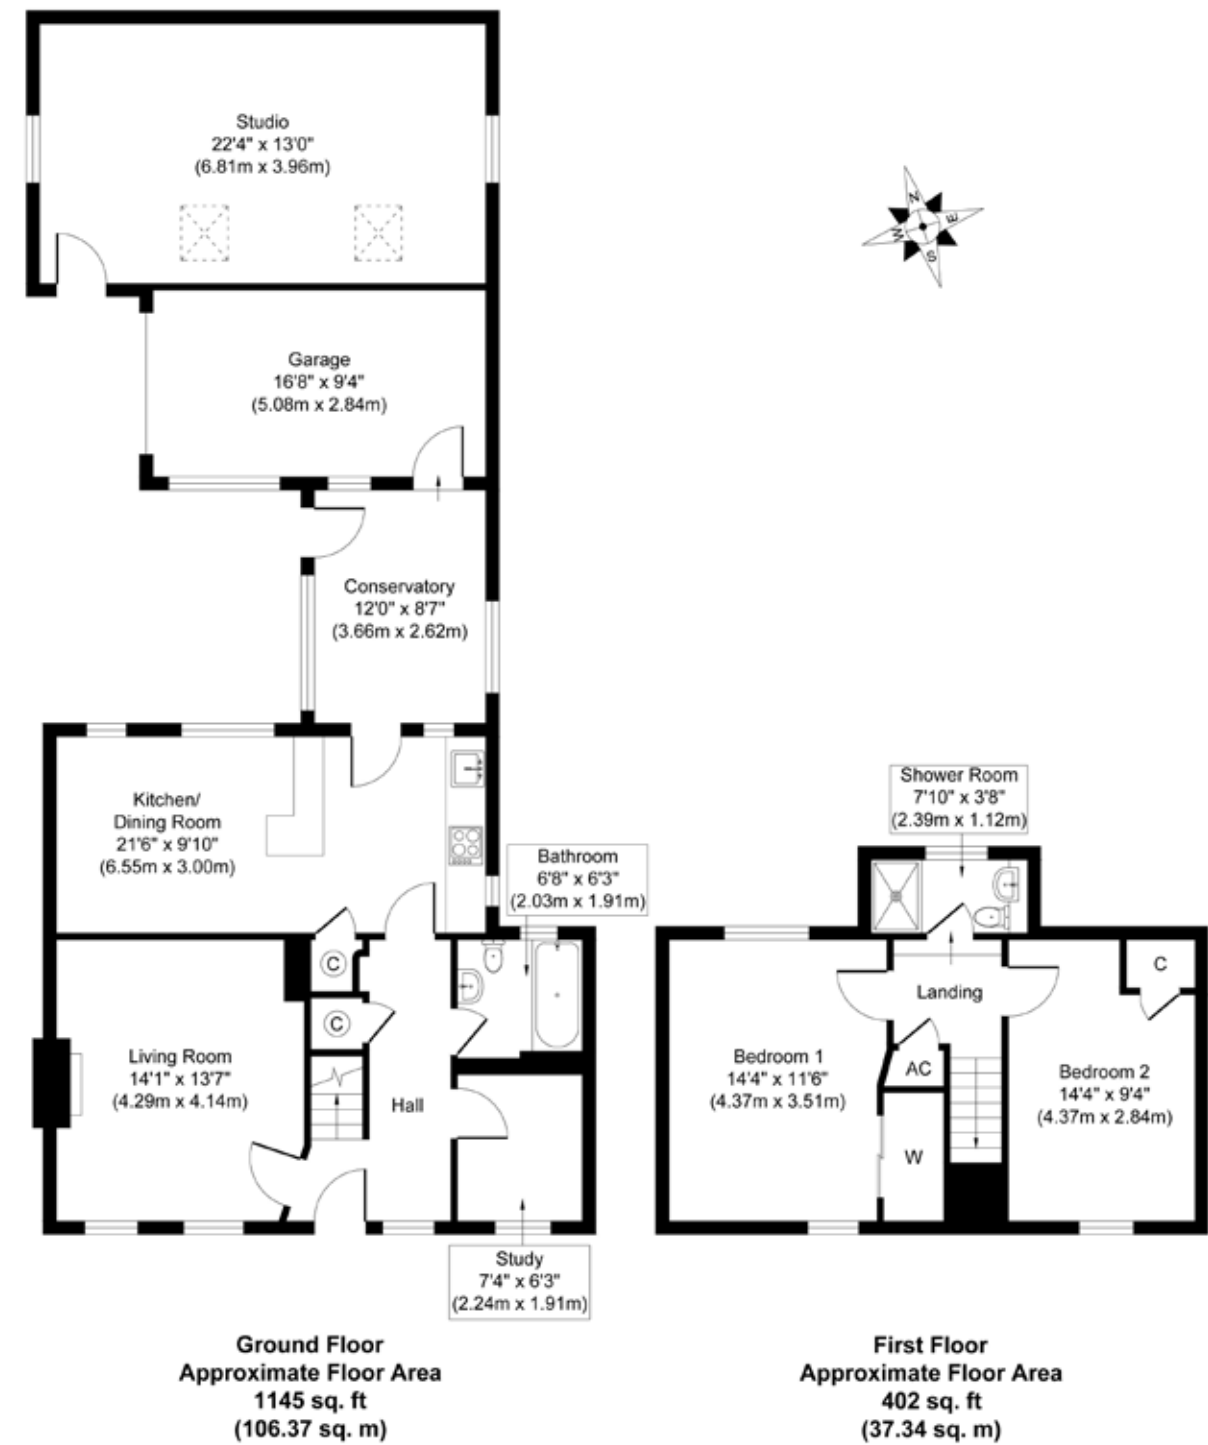 Studio
22'4" x 13'0"
(6.81m x 3.96m)
N
E
S
W
Garage
16'8" x 9'4"
(5.08m x 2.84m)
Conservatory
12'0" x 8'7"
(3.66m x 2.62m)
Kitchen/
Dining Room
21'6" x 9'10"
(6.55m x 3.00m)
Bathroom
6'8" x 6'3"
(2.03m x 1.91m)
C
C
Living Room
14'1" x 13'7"
(4.29m x 4.14m)
Hall
Study
7'4" x 6'3"
(2.24m x 1.91m)
Ground Floor
Approximate Floor Area
1145 sq. ft
(106.37 sq. m)
Shower Room
7'10" x 3'8"
(2.39m x 1.12m)
Landing
C
Bedroom 1
14'4" x 11'6"
(4.37m x 3.51m)
AC
Bedroom 2
14'4" x 9'4"
(4.37m x 2.84m)
W
First Floor
Approximate Floor Area
402 sq. ft
(37.34 sq. m)